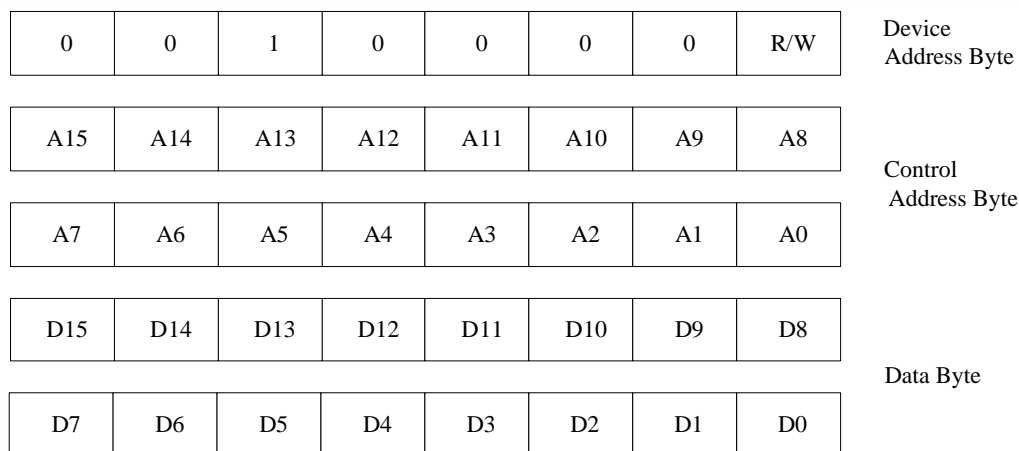 0 0 1 0 0 0 0 R/W
Device
Address Byte
A15 A14 A13 A12 A11 A10 A9 A8
Control
Address Byte
A7 A6 A5 A4 A3 A2 A1 A0
D15 D14 D13 D12 D11 D10 D9 D8
Data Byte
D7 D6 D5 D4 D3 D2 D1 D0